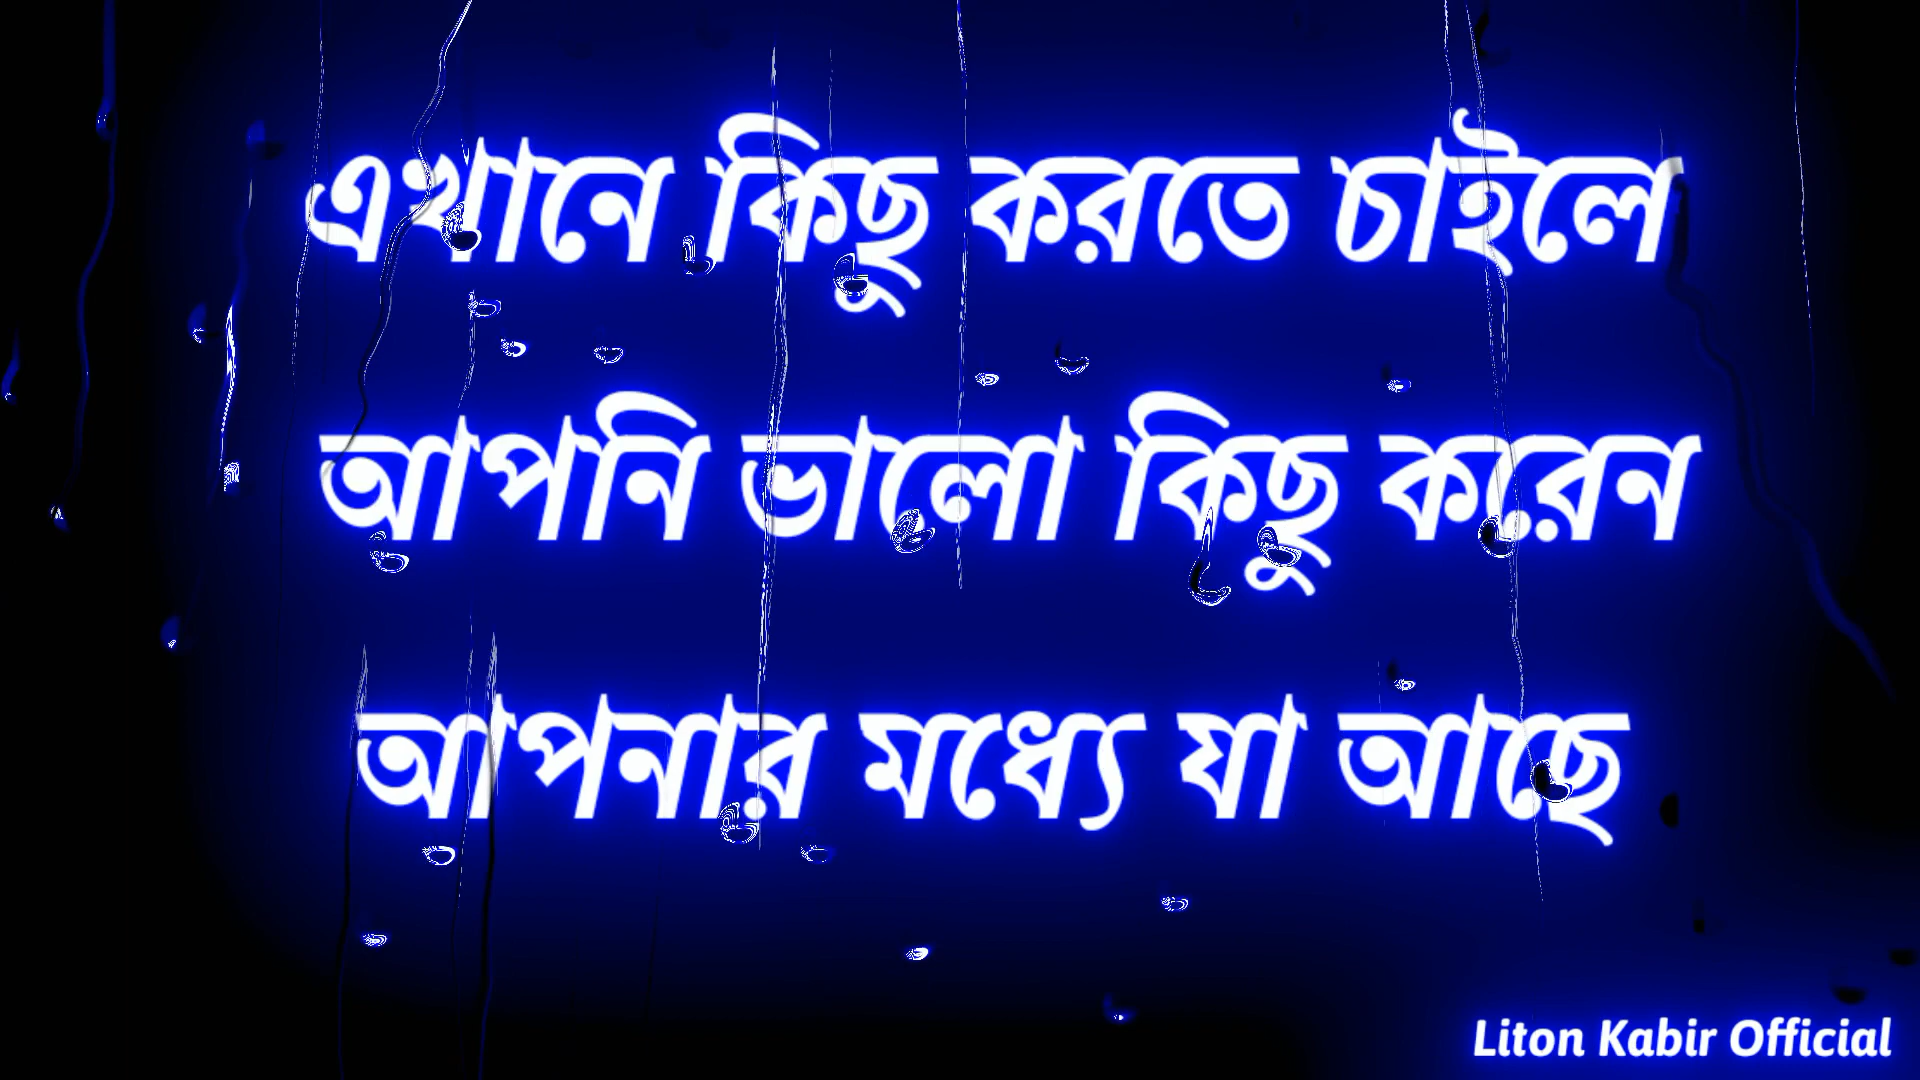 এখানে কিছু করতে চাইলে
আপনি ভালো কিছু করেন
আপনার মধ্যে যা আছে
Liton Kabir Official